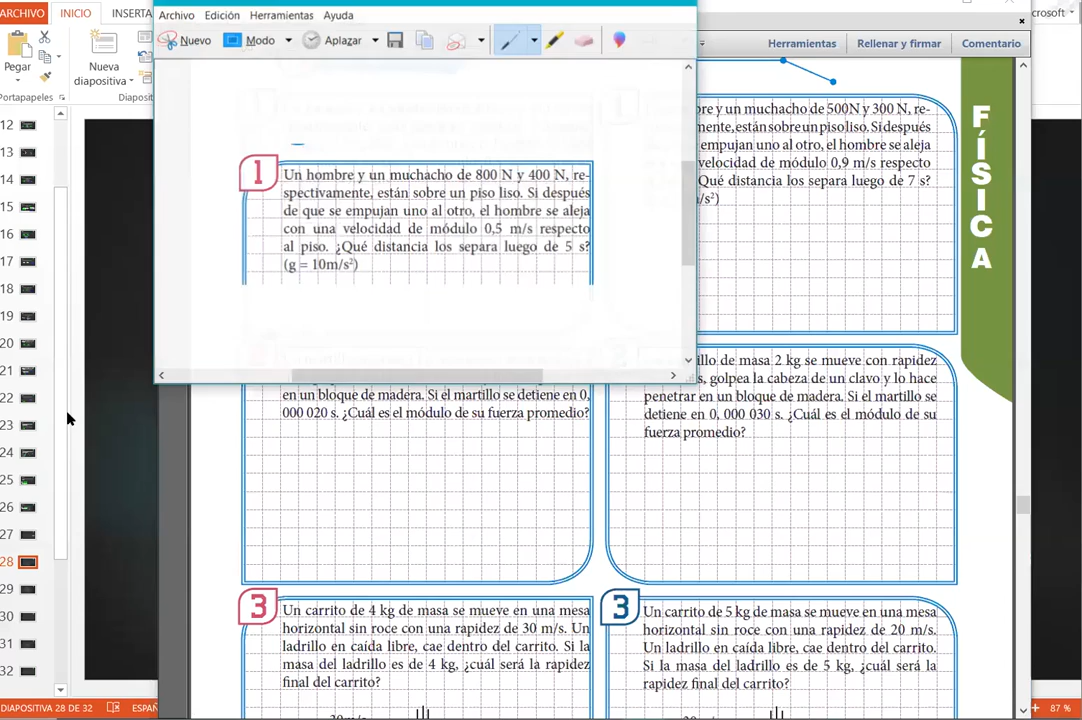 ARCHIVO
INICIO
INSERTA
Pegar
Nueva
diapositiva
Portapapeles
Diaposit
12
13
14
15
16
17
18
19
20
21
22
23
24
25
26
27
28
29
30
31
32
DIAPOSITIVA 28 DE 32
ESPAÑ
Archivo Edición Herramientas Ayuda
Nuevo Modo Aplazar
1
Un hombre y un muchacho de 800 N y 400 N, re-
spectivamente, están sobre un piso liso. Si después
de que se empujan uno al otro, el hombre se aleja
con una velocidad de módulo 0,5 m/s respecto
al piso. ¿Qué distancia los separa luego de 5 s?
(g = 10m/s²)
en un bloque de madera. Si el martillo se detiene en 0,
000 020 s. ¿Cuál es el módulo de su fuerza promedio?
3
Un carrito de 4 kg de masa se mueve en una mesa
horizontal sin roce con una rapidez de 30 m/s. Un
ladrillo en caída libre, cae dentro del carrito. Si la
masa del ladrillo es de 4 kg, ¿cuál será la rapidez
final del carrito?
crosoft
Herramientas Rellenar y firmar Comentario
bre y un muchacho de 500N y 300 N, re-
mente, están sobre un piso liso. Si después
empujan uno al otro, el hombre se aleja
velocidad de módulo 0,9 m/s respecto
Qué distancia los separa luego de 7 s?
/s²)
illo de masa 2 kg se mueve con rapidez
s, golpea la cabeza de un clavo y lo hace
penetrar en un bloque de madera. Si el martillo se
detiene en 0, 000 030 s. ¿Cuál es el módulo de su
fuerza promedio?
3
Un carrito de 5 kg de masa se mueve en una mesa
horizontal sin roce con una rapidez de 20 m/s.
Un ladrillo en caída libre, cae dentro del carrito.
Si la masa del ladrillo es de 5 kg, ¿cuál será la
rapidez final del carrito?
FÍSICA
87 %